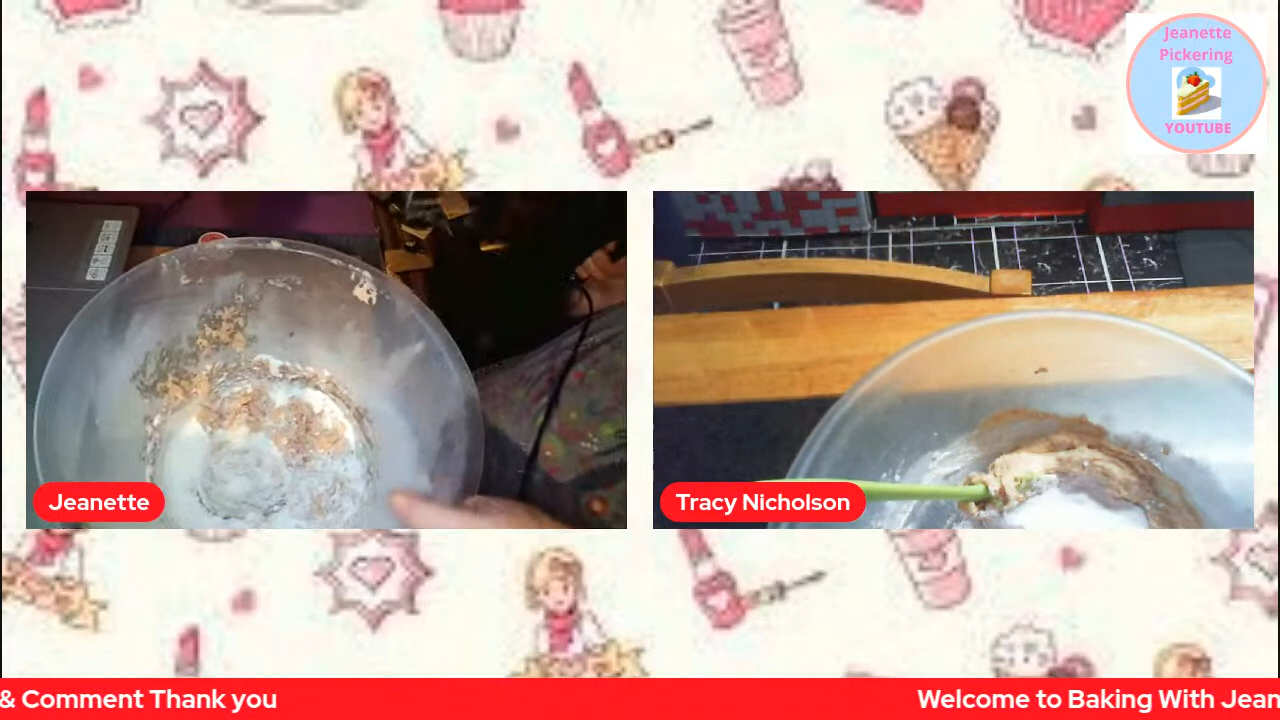 Jeanette
Pickering
YOUTUBE
Jeanette
Tracy Nicholson
& Comment Thank you
Welcome to Baking With Jean